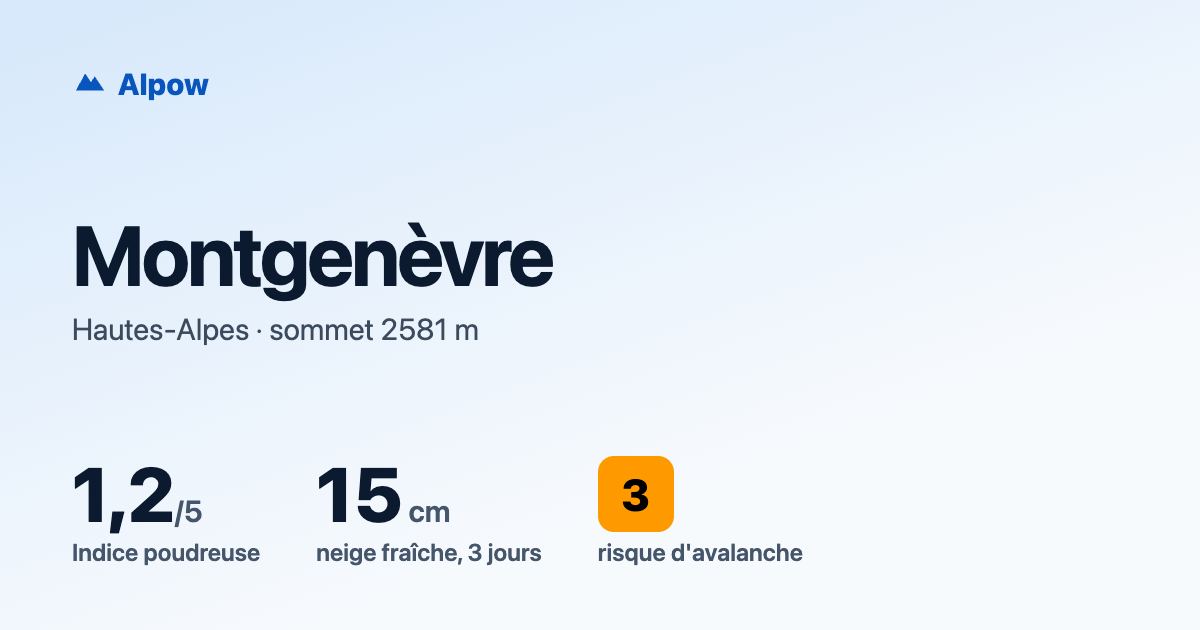 Alpow
Montgenèvre
Hautes-Alpes · sommet 2581 m
1,2/5
Indice poudreuse
15 cm
neige fraîche, 3 jours
3
risque d'avalanche